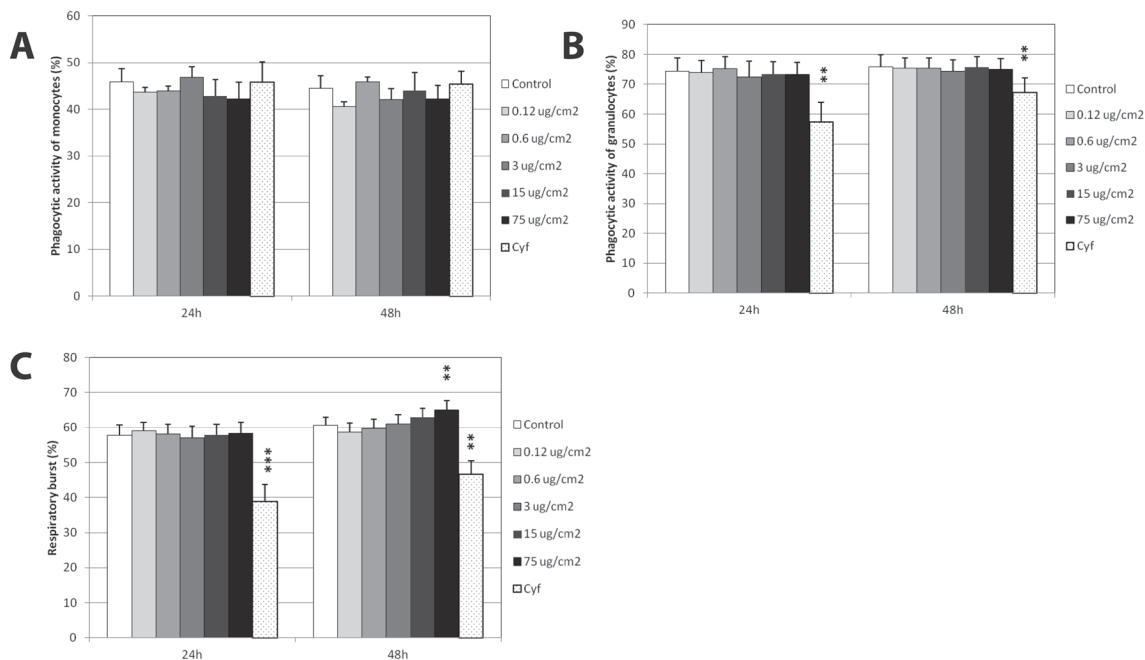 A
Phagocytic activity of monocytes (%)
60
50
40
30
20
10
0
24h
48h
Control
0.12 ug/cm2
0.6 ug/cm2
3 ug/cm2
15 ug/cm2
75 ug/cm2
Cyf
B
Phagocytic activity of granulocytes (%)
90
80
70
60
50
40
30
20
10
0
**
**
24h
48h
Control
0.12 ug/cm2
0.6 ug/cm2
3 ug/cm2
15 ug/cm2
75 ug/cm2
Cyf
C
Respiratory burst (%)
80
70
60
50
40
30
20
10
0
***
**
**
24h
48h
Control
0.12 ug/cm2
0.6 ug/cm2
3 ug/cm2
15 ug/cm2
75 ug/cm2
Cyf